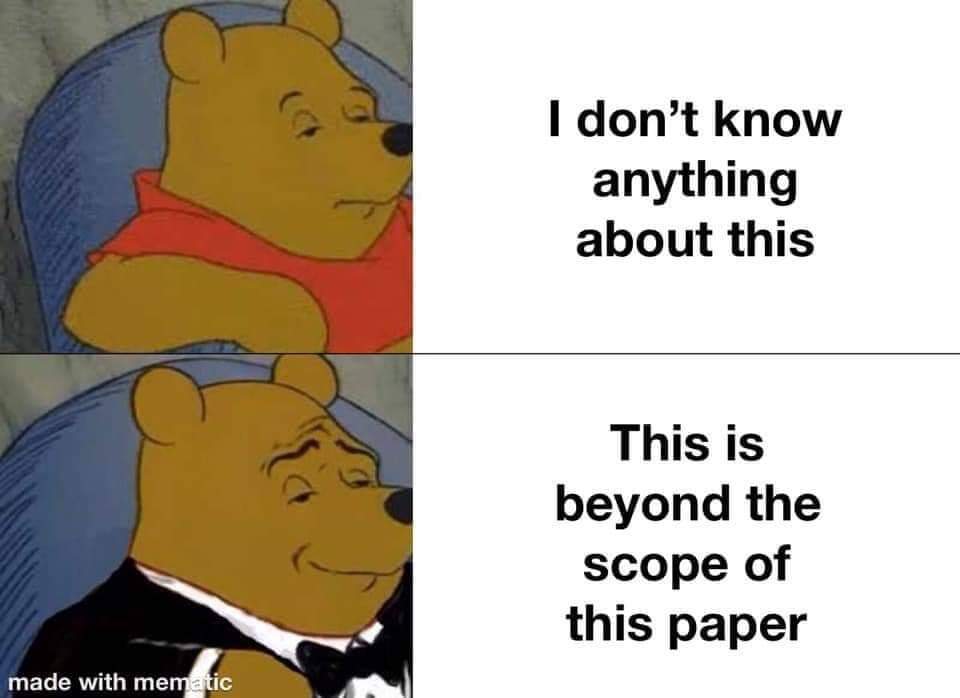 I don’t know
anything
about this
This is
beyond the
scope of
this paper
made with mematic